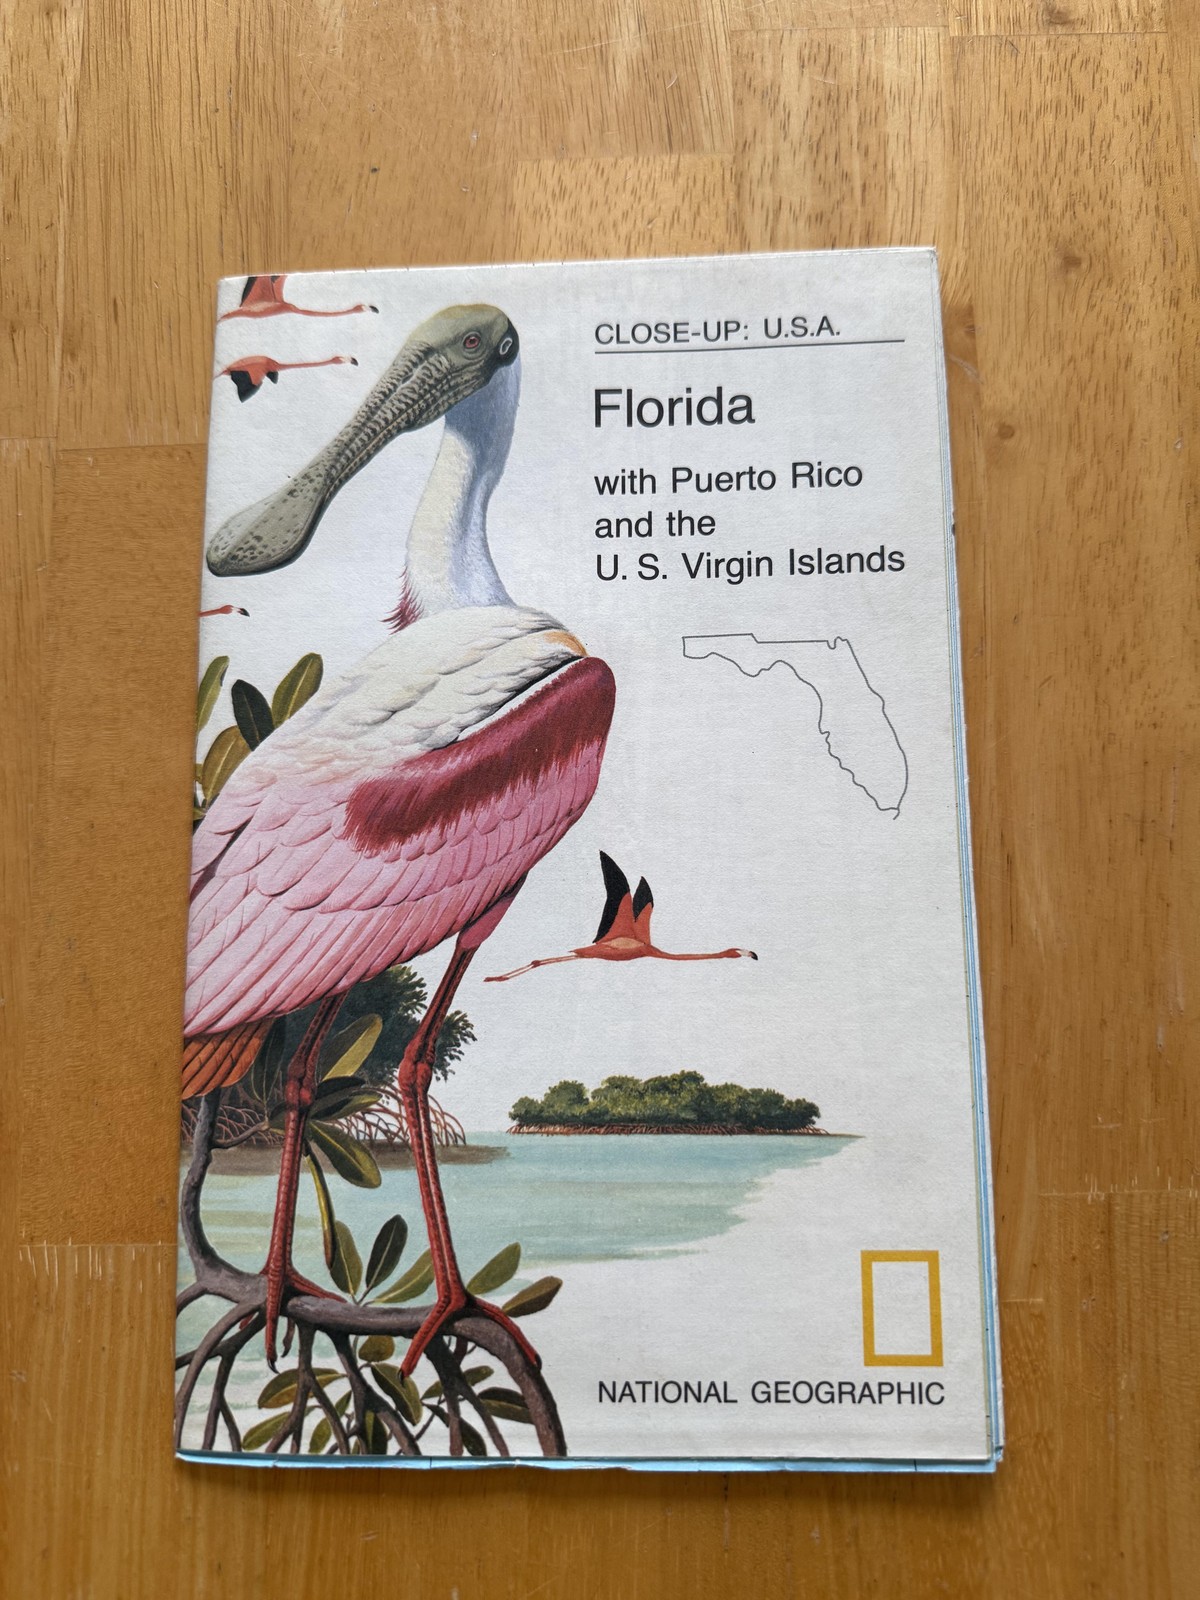 CLOSE-UP: U.S.A.
Florida
with Puerto Rico
and the
U. S. Virgin Islands
NATIONAL GEOGRAPHIC